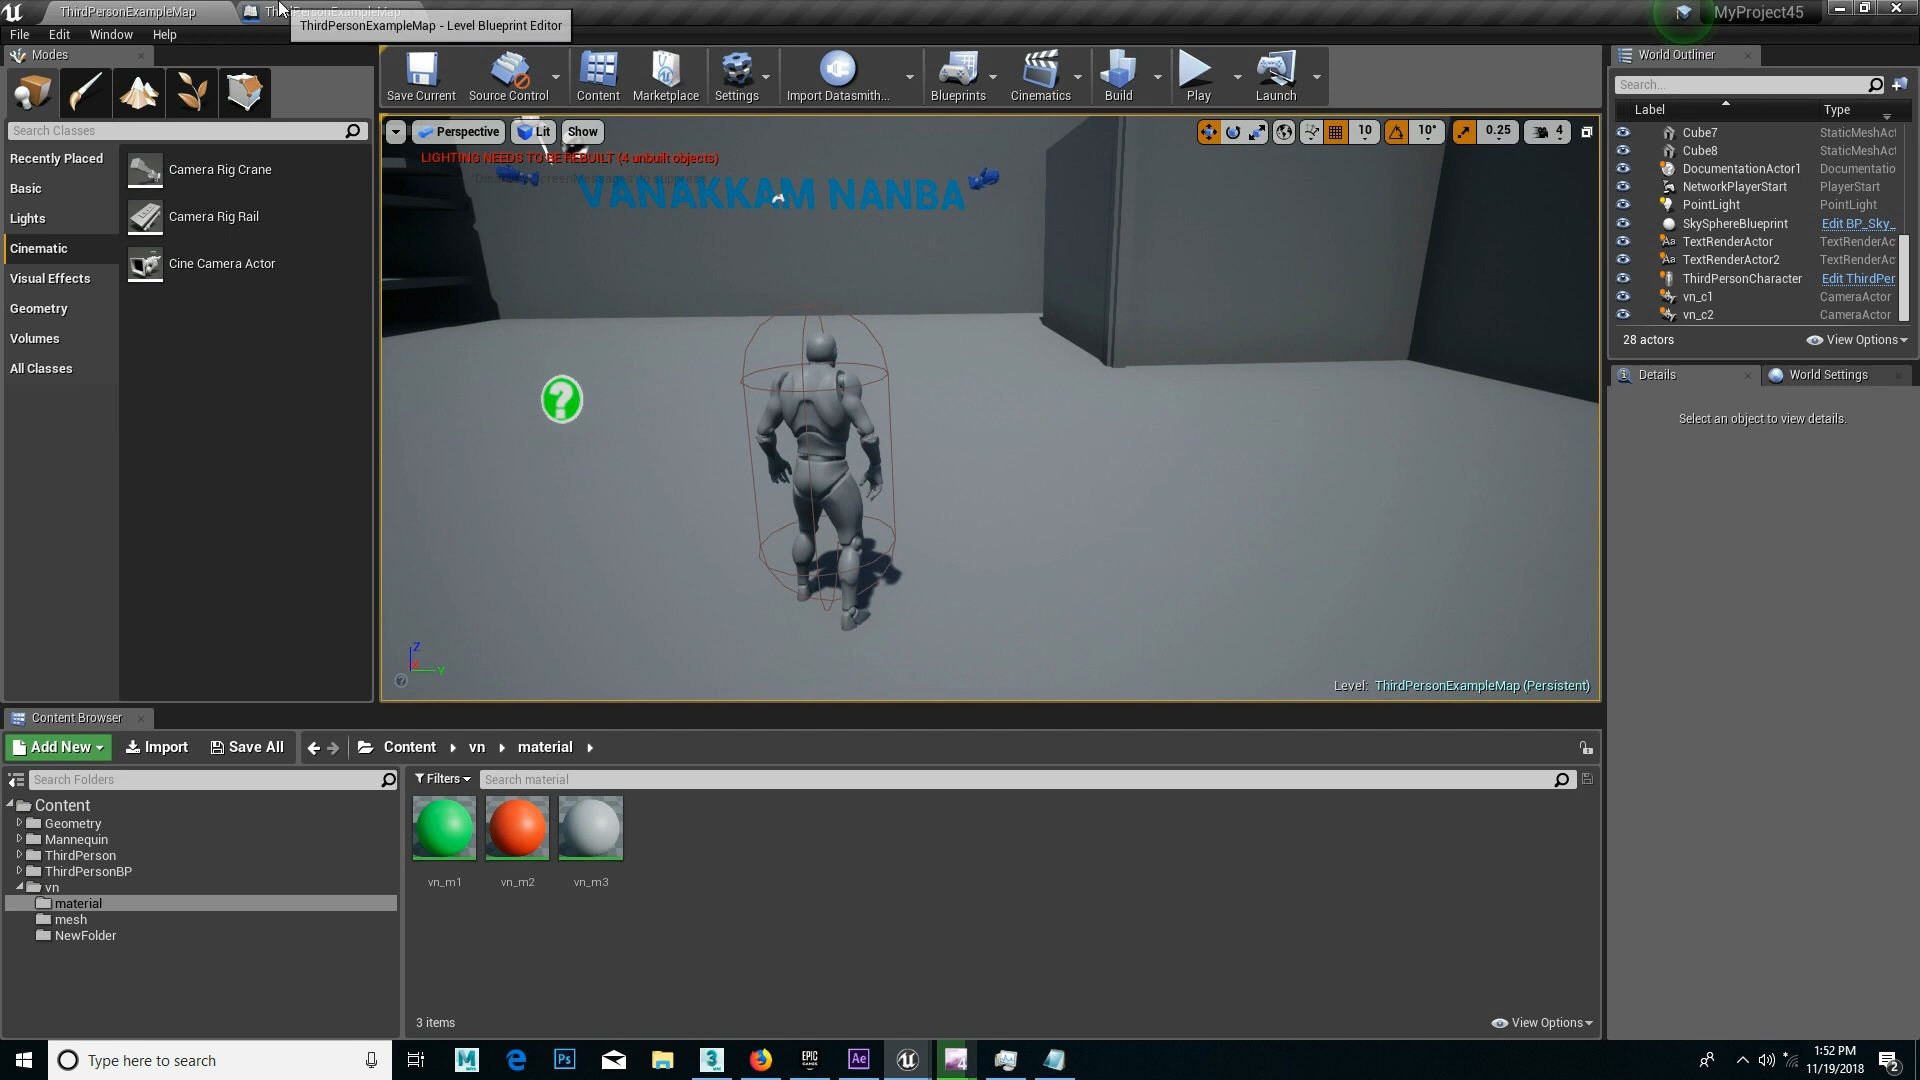 ThirdPersonExampleMap
ThirdPersonExampleMap
MyProject45
ThirdPersonExampleMap - Level Blueprint Editor
File Edit Window Help
Modes
Search Classes
Recently Placed
Basic
Lights
Cinematic
Visual Effects
Geometry
Volumes
All Classes
Camera Rig Crane
Camera Rig Rail
Cine Camera Actor
Save Current
Source Control
Content
Marketplace
Settings
Import Datasmith...
Blueprints
Cinematics
Build
Play
Launch
Perspective Lit Show
10 10° 0.25 4
LIGHTING NEEDS TO BE REBUILT (4 unbuilt objects)
VANAKKAM NANBA
Z
X
Y
Level: ThirdPersonExampleMap (Persistent)
World Outliner
Search...
Label Type
Cube7 StaticMeshAct
Cube8 StaticMeshAct
DocumentationActor1 Documentatio
NetworkPlayerStart PlayerStart
PointLight PointLight
SkySphereBlueprint Edit BP_Sky_
TextRenderActor TextRenderAc
TextRenderActor2 TextRenderAc
ThirdPersonCharacter Edit ThirdPer
vn_c1 CameraActor
vn_c2 CameraActor
28 actors View Options
Details World Settings
Select an object to view details.
Content Browser
Add New Import Save All Content vn material
Search Folders
Content
Geometry
Mannequin
ThirdPerson
ThirdPersonBP
vn
material
mesh
NewFolder
Filters Search material
vn_m1 vn_m2 vn_m3
3 items View Options
Type here to search
1:52 PM
11/19/2018
2